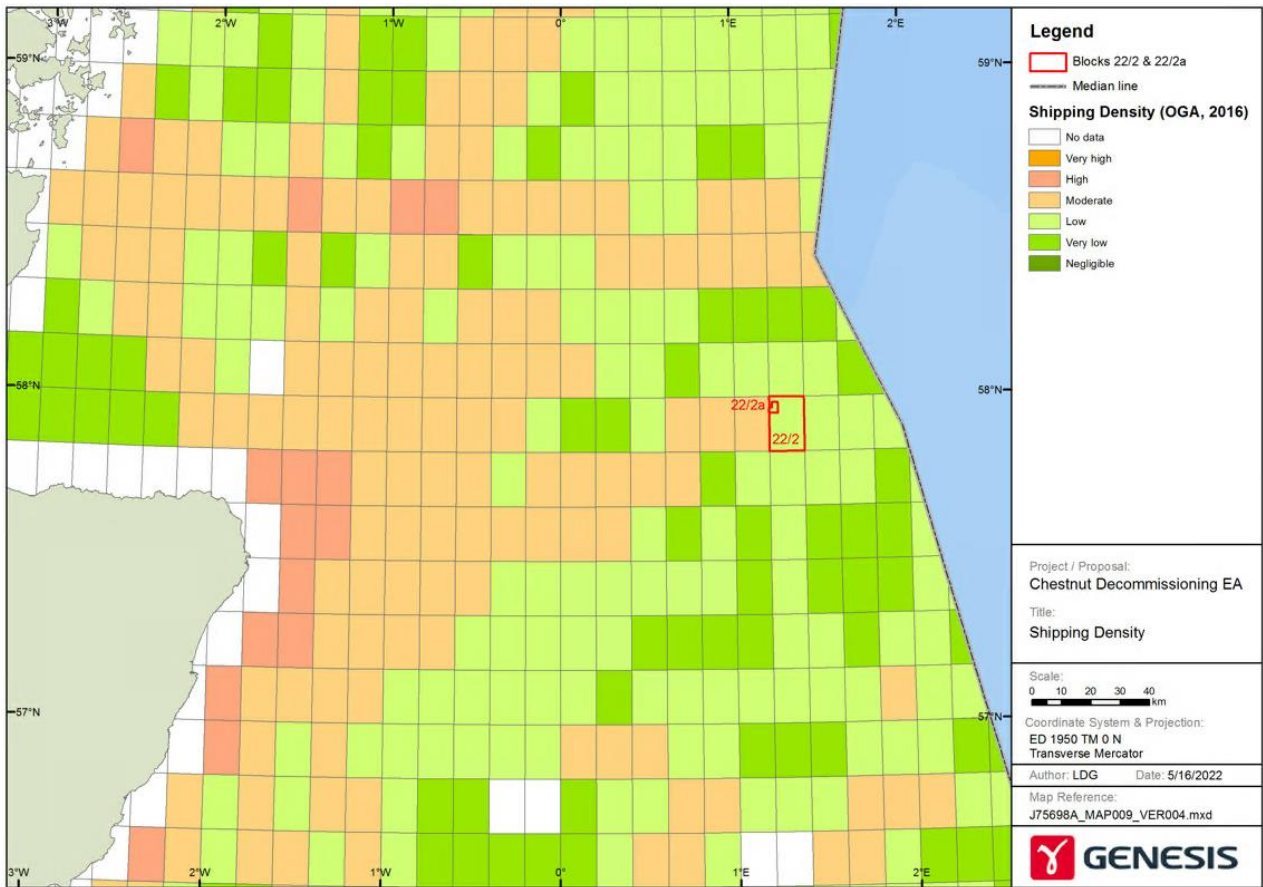 3°W
2°W
1°W
0°
1°E
2°E
59°N
59°N
58°N
58°N
22/2a
22/2
57°N
57°N
3°W
2°W
1°W
0°
1°E
2°E
Legend
Blocks 22/2 & 22/2a
Median line
Shipping Density (OGA, 2016)
No data
Very high
High
Moderate
Low
Very low
Negligible
Project / Proposal:
Chestnut Decommissioning EA
Title:
Shipping Density
Scale:
0 10 20 30 40
km
Coordinate System & Projection:
ED 1950 TM 0 N
Transverse Mercator
Author: LDG Date: 5/16/2022
Map Reference:
J75698A_MAP009_VER004.mxd
GENESIS